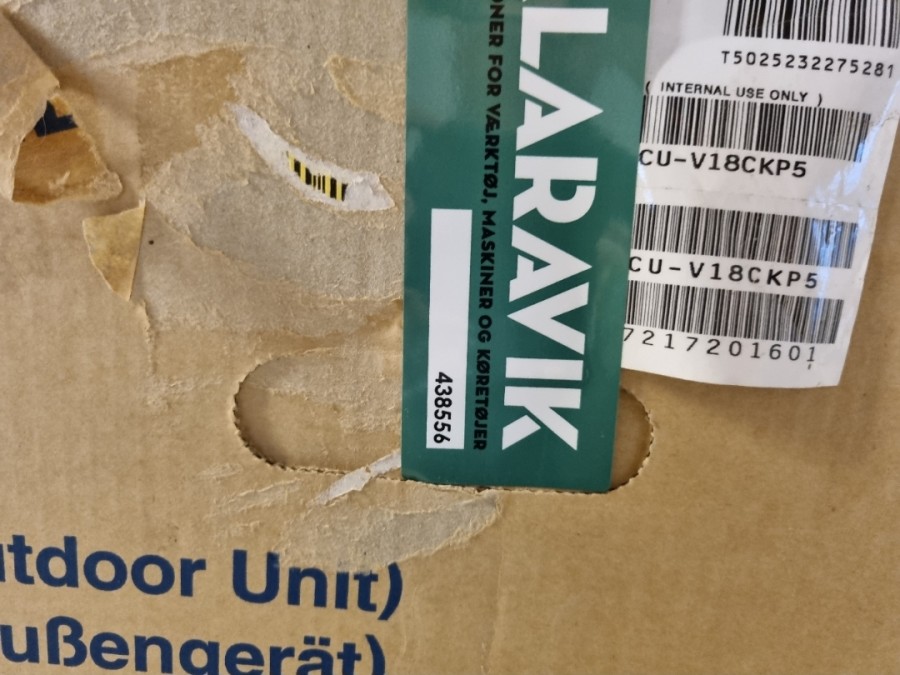 T5025232275281
( INTERNAL USE ONLY )
CU-V18CKP5
CU-V18CKP5
7217201601
LARAVIK
FOR VÆRKTØJ, MASKINER OG KØRETØJER
438556
utdoor Unit)
ußengerät)